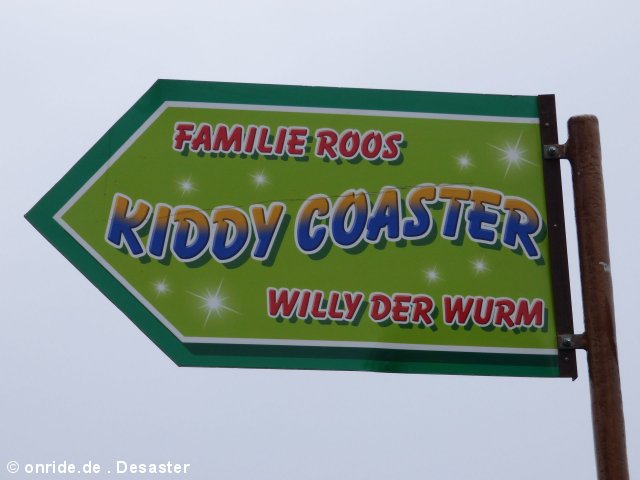 FAMILIE ROOS
KIDDY COASTER
WILLY DER WURM
© onride.de . Desaster